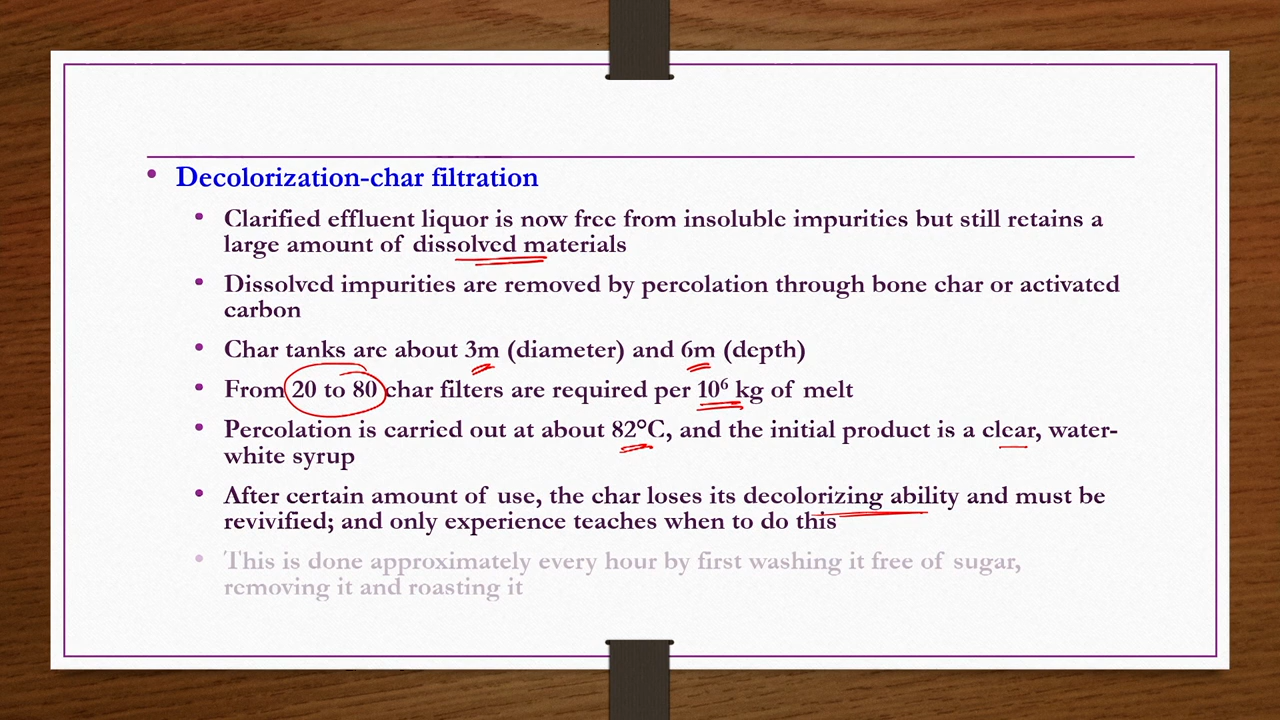 Decolorization-char filtration
Clarified effluent liquor is now free from insoluble impurities but still retains a
large amount of dissolved materials
Dissolved impurities are removed by percolation through bone char or activated
carbon
Char tanks are about 3m (diameter) and 6m (depth)
From 20 to 80 char filters are required per 10⁶ kg of melt
Percolation is carried out at about 82°C, and the initial product is a clear, water-
white syrup
After certain amount of use, the char loses its decolorizing ability and must be
revivified; and only experience teaches when to do this
This is done approximately every hour by first washing it free of sugar,
removing it and roasting it